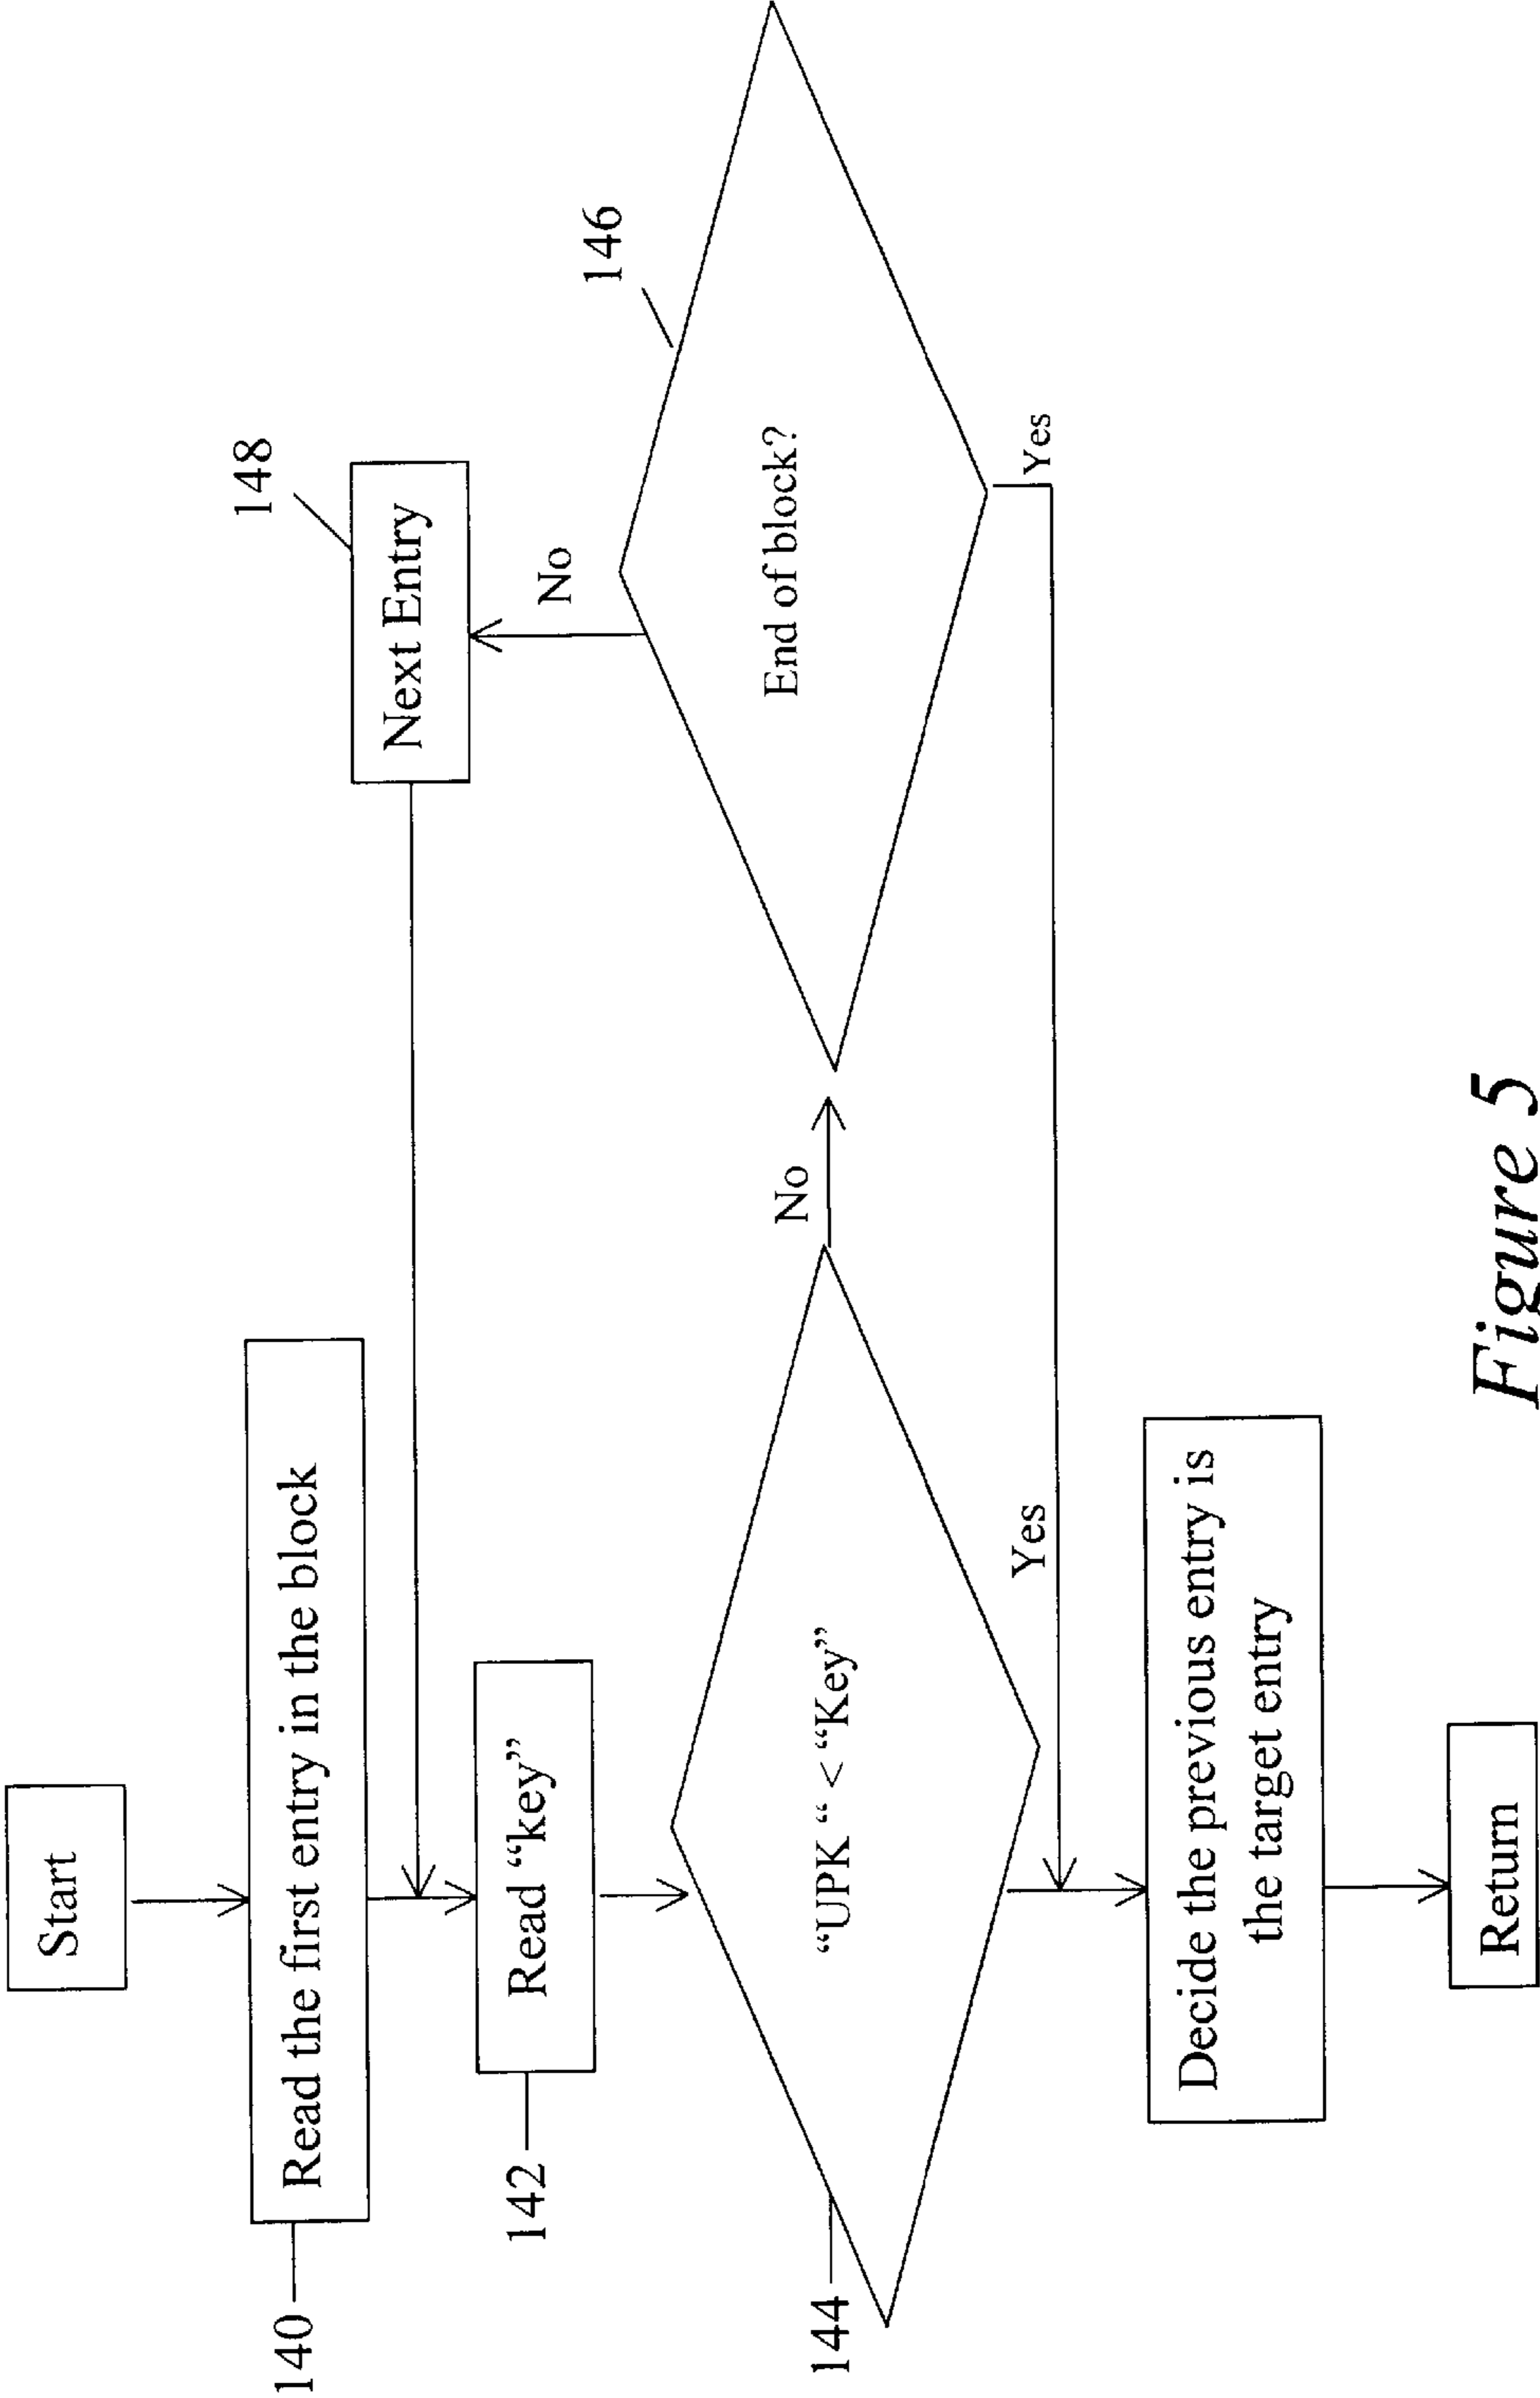 Start
140
Read the first entry in the block
148
Next Entry
142
Read “key”
No
146
144
“UPK “ < “Key”
No
End of block?
Yes
Yes
Decide the previous entry is
the target entry
Return
Figure 5